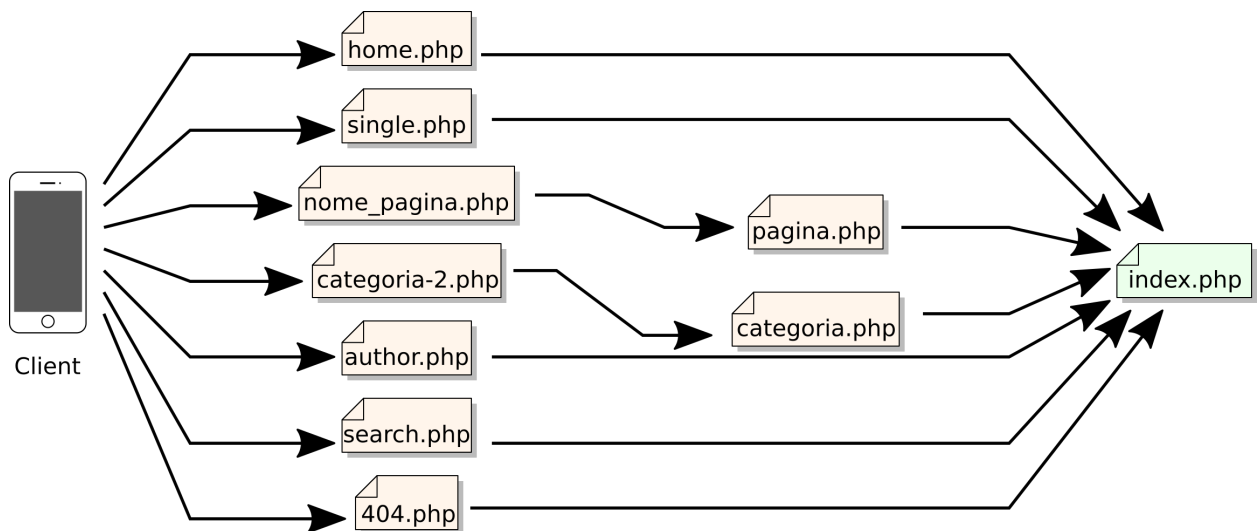 home.php
single.php
nome_pagina.php
pagina.php
categoria-2.php
index.php
categoria.php
author.php
Client
search.php
404.php